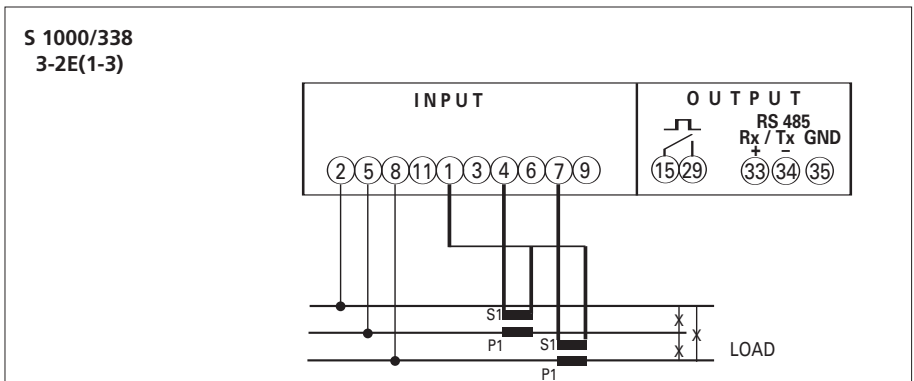 S 1000/338
3-2E(1-3)
INPUT
OUTPUT
RS 485
Rx / Tx GND
+ −
2 5 8 11 1 3 4 6 7 9
15 29 33 34 35
S1
P1
S1
P1
LOAD